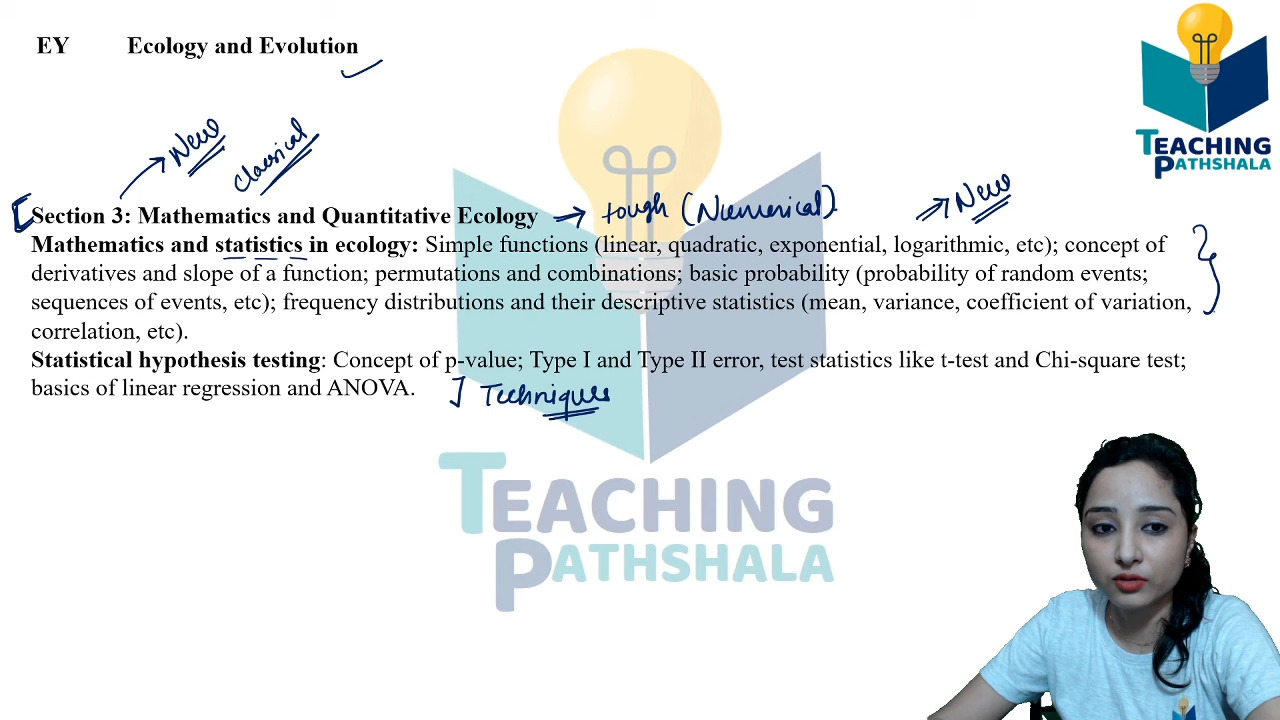 EY Ecology and Evolution
TEACHING
PATHSHALA
New
Classical
Section 3: Mathematics and Quantitative Ecology → tough (Numerical)
New
Mathematics and statistics in ecology: Simple functions (linear, quadratic, exponential, logarithmic, etc); concept of
derivatives and slope of a function; permutations and combinations; basic probability (probability of random events;
sequences of events, etc); frequency distributions and their descriptive statistics (mean, variance, coefficient of variation,
correlation, etc).
Statistical hypothesis testing: Concept of p-value; Type I and Type II error, test statistics like t-test and Chi-square test;
basics of linear regression and ANOVA. ] Techniques
TEACHING
PATHSHALA